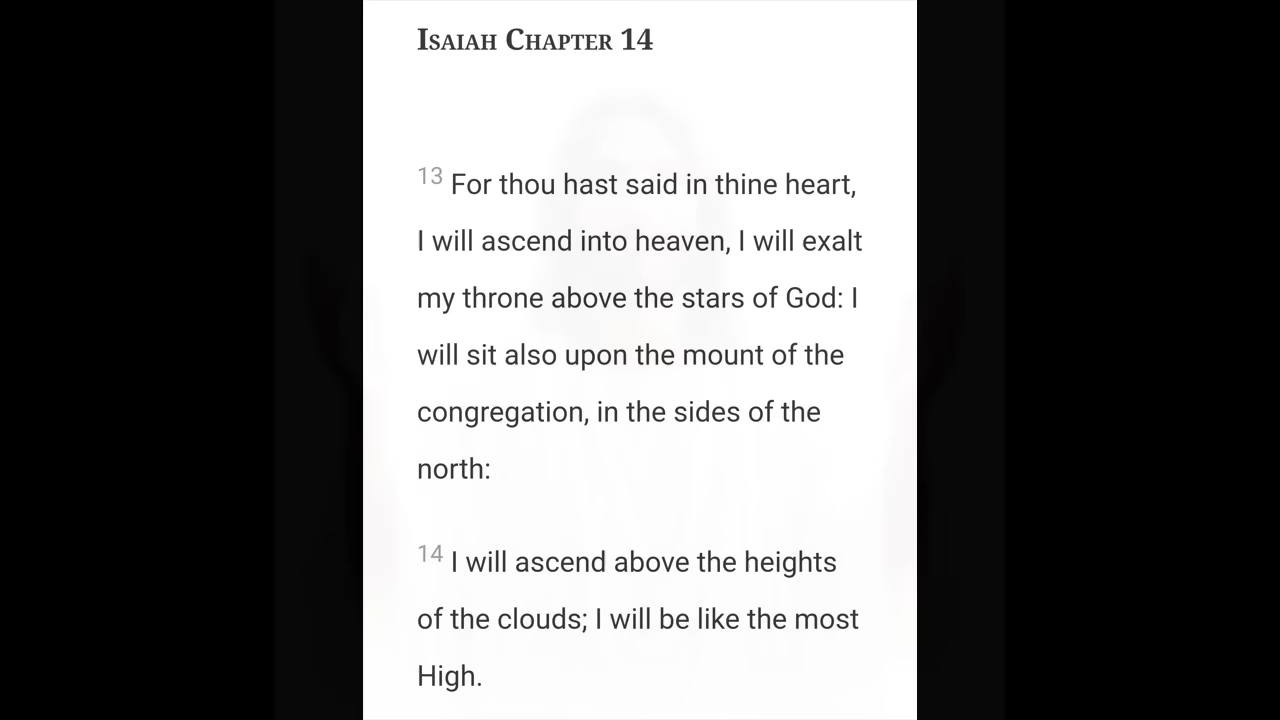 Isaiah Chapter 14
13 For thou hast said in thine heart,
I will ascend into heaven, I will exalt
my throne above the stars of God: I
will sit also upon the mount of the
congregation, in the sides of the
north:
14 I will ascend above the heights
of the clouds; I will be like the most
High.